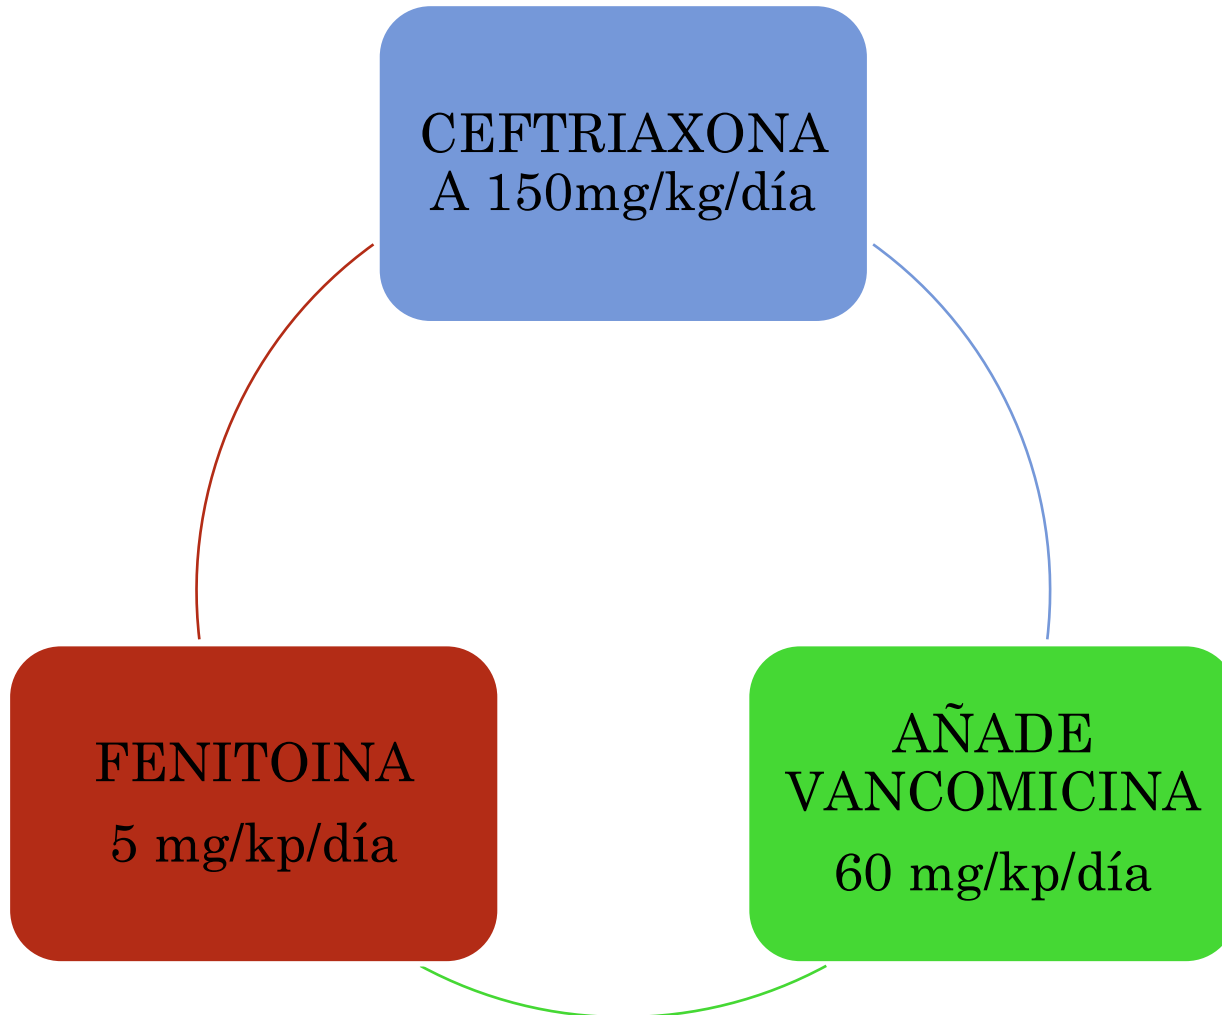 CEFTRIAXONA
A 150mg/kg/día
FENITOINA
5 mg/kp/día
AÑADE
VANCOMICINA
60 mg/kp/día